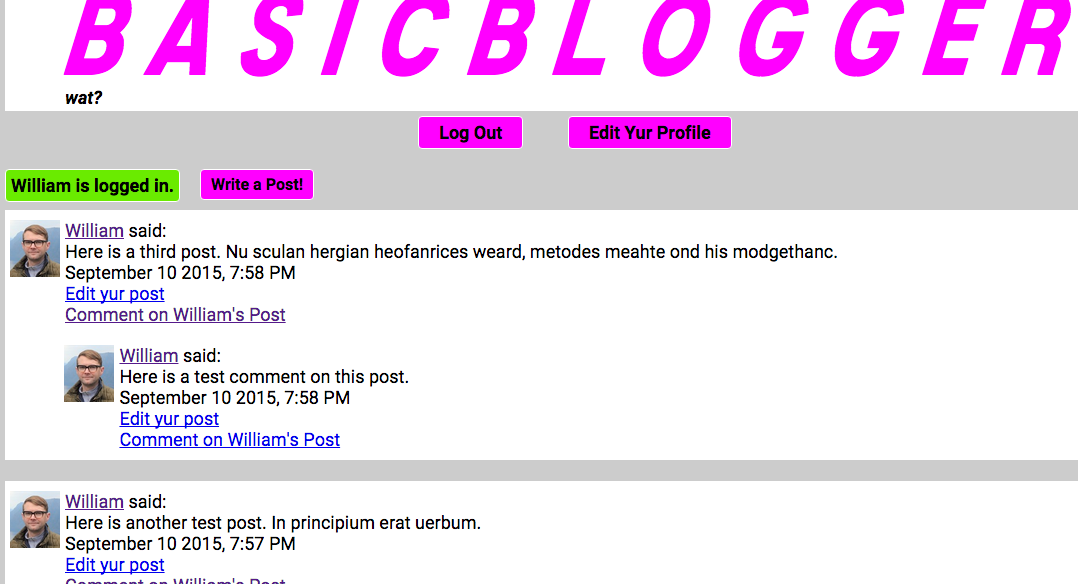 BASICBLOGGER
wat?
Log Out
Edit Yur Profile
William is logged in.
Write a Post!
William said:
Here is a third post. Nu sculan hergian heofanrices weard, metodes meahte ond his modgethanc.
September 10 2015, 7:58 PM
Edit yur post
Comment on William's Post
William said:
Here is a test comment on this post.
September 10 2015, 7:58 PM
Edit yur post
Comment on William's Post
William said:
Here is another test post. In principium erat uerbum.
September 10 2015, 7:57 PM
Edit yur post
Comment on William's Post